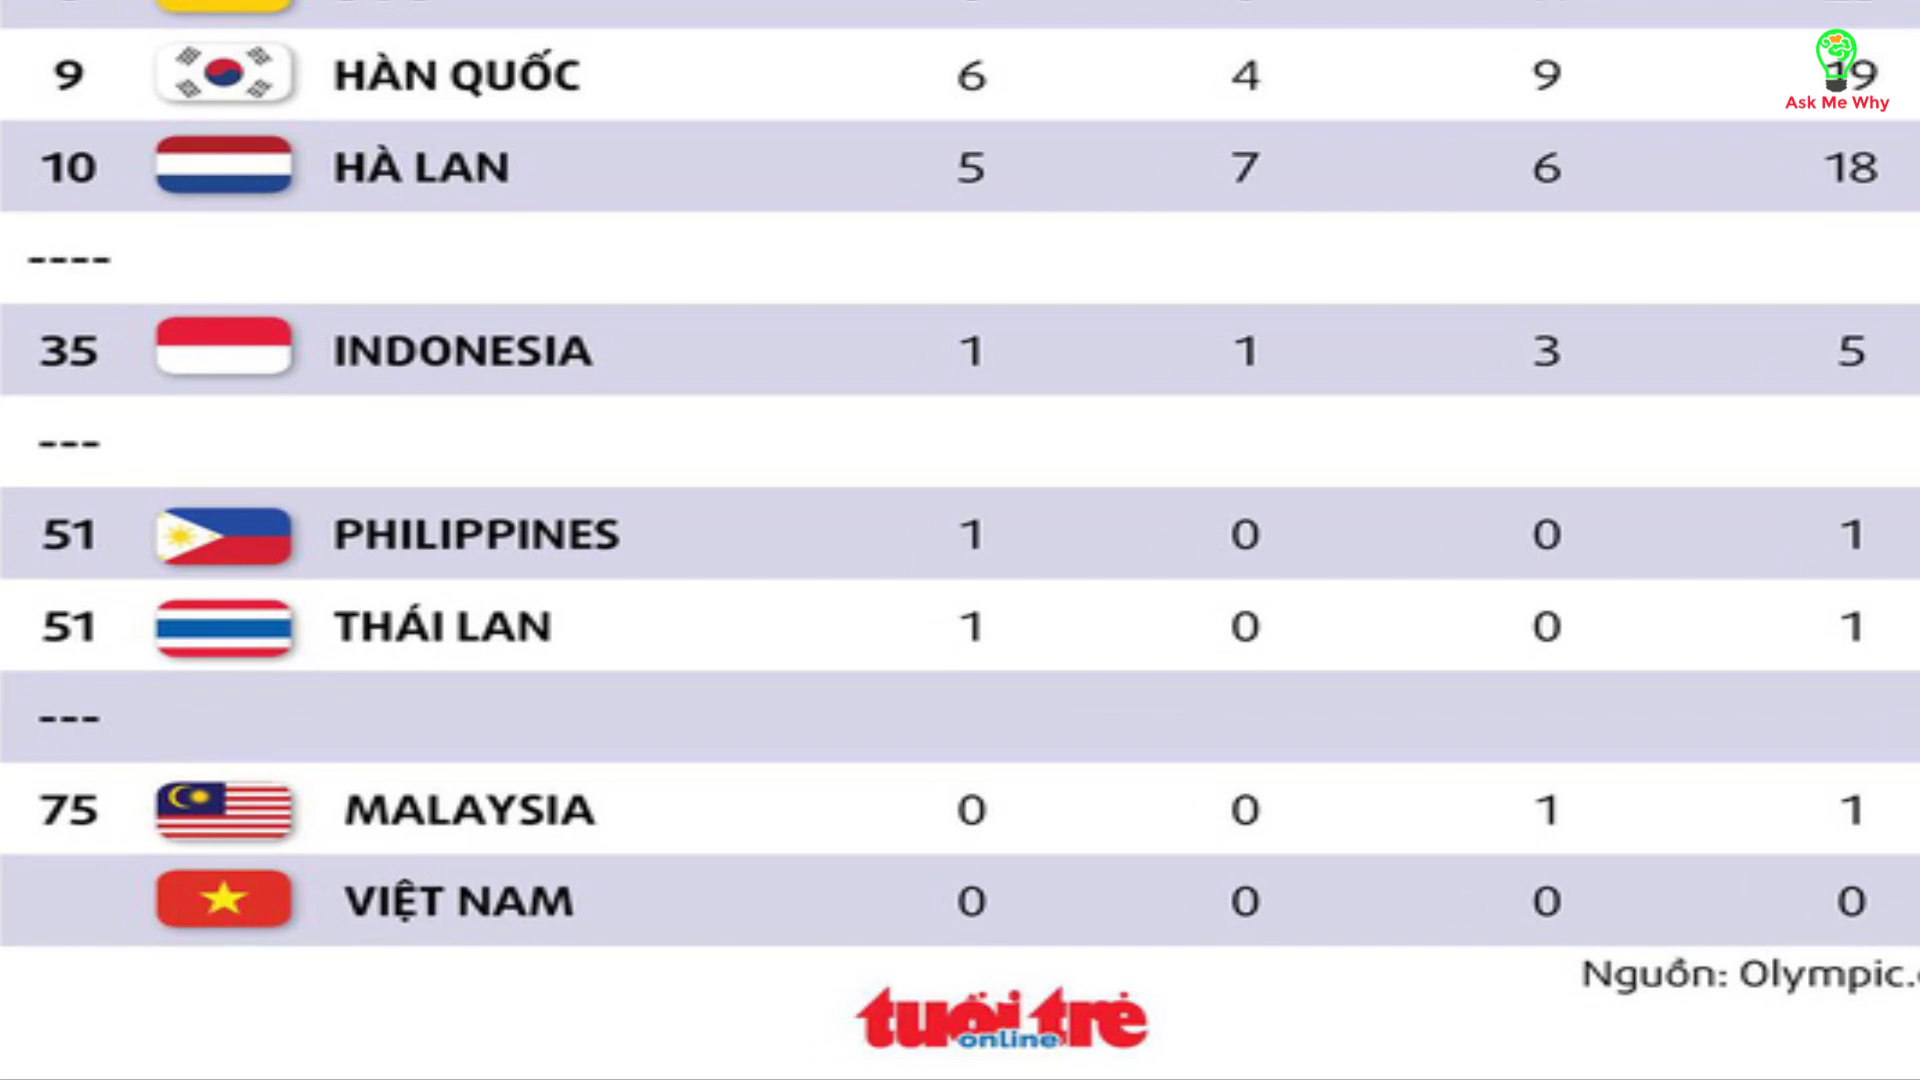 9 HÀN QUỐC 6 4 9 19
Ask Me Why
10 HÀ LAN 5 7 6 18
----
35 INDONESIA 1 1 3 5
---
51 PHILIPPINES 1 0 0 1
51 THÁI LAN 1 0 0 1
---
75 MALAYSIA 0 0 1 1
VIỆT NAM 0 0 0 0
Nguồn: Olympic.
tuổi trẻ
online